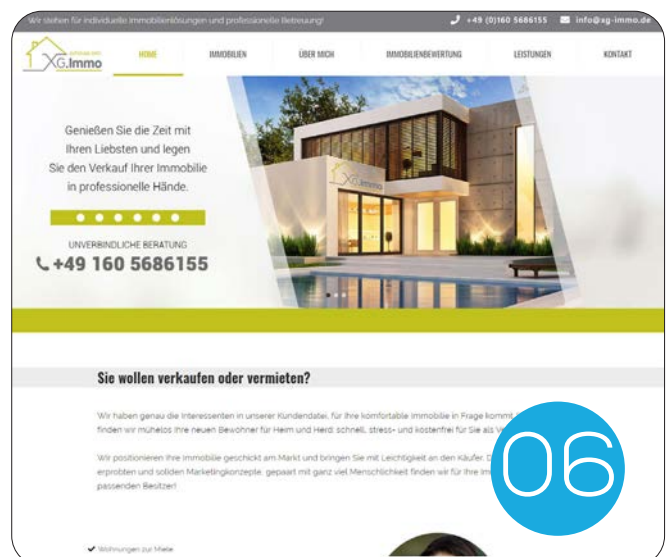 Wir stehen für individuelle Immobilienlösungen und professionelle Betreuung!
+49 (0)160 5686155 info@xg-immo.de
XG.Immo
HOME IMMOBILIEN ÜBER MICH IMMOBILIENBEWERTUNG LEISTUNGEN KONTAKT
Genießen Sie die Zeit mit
Ihren Liebsten und legen
Sie den Verkauf Ihrer Immobilie
in professionelle Hände.
XG.Immo
UNVERBINDLICHE BERATUNG
+49 160 5686155
Sie wollen verkaufen oder vermieten?
Wir haben genau die Interessenten in unserer Kundendatei, für Ihre komfortable Immobilie in Frage kommt
finden wir mühelos Ihre neuen Bewohner für Heim und Herd: schnell, stress- und kostenfrei für Sie als
Wir positionieren Ihre Immobilie geschickt am Markt und bringen Sie mit Leichtigkeit an den Käufer.
erprobten und soliden Marketingkonzepte, gepaart mit ganz viel Menschlichkeit finden wir für Ihre
passenden Besitzer!
06
Wohnungen zur Miete